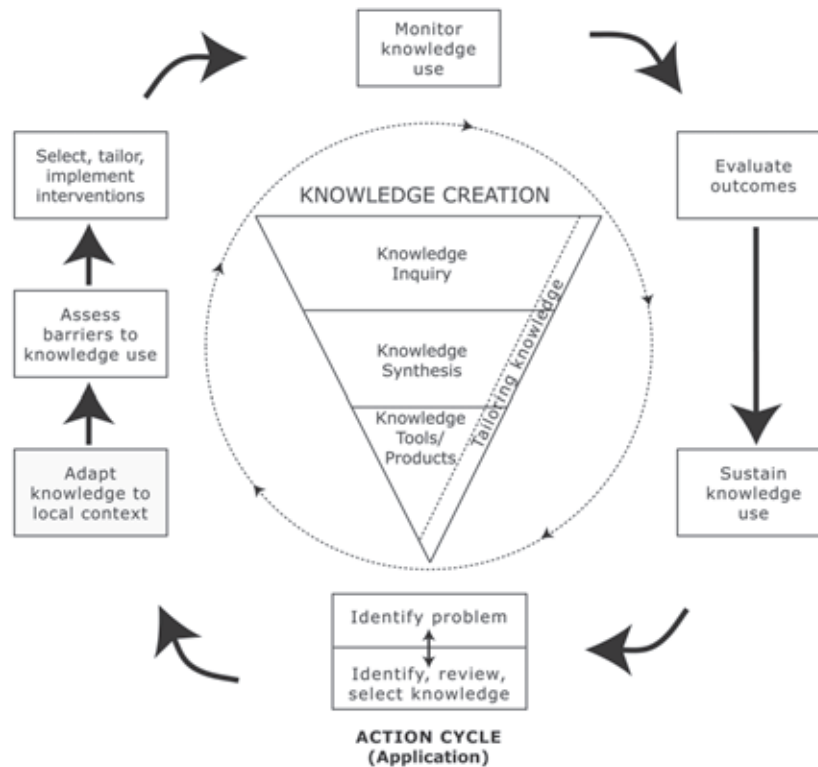 Monitor
knowledge
use
Select, tailor,
implement
interventions
Evaluate
outcomes
KNOWLEDGE CREATION
Knowledge
Inquiry
Assess
barriers to
knowledge use
Knowledge
Synthesis
Tailoring knowledge
Knowledge
Tools/
Products
Adapt
knowledge to
local context
Sustain
knowledge
use
Identify problem
Identify, review,
select knowledge
ACTION CYCLE
(Application)